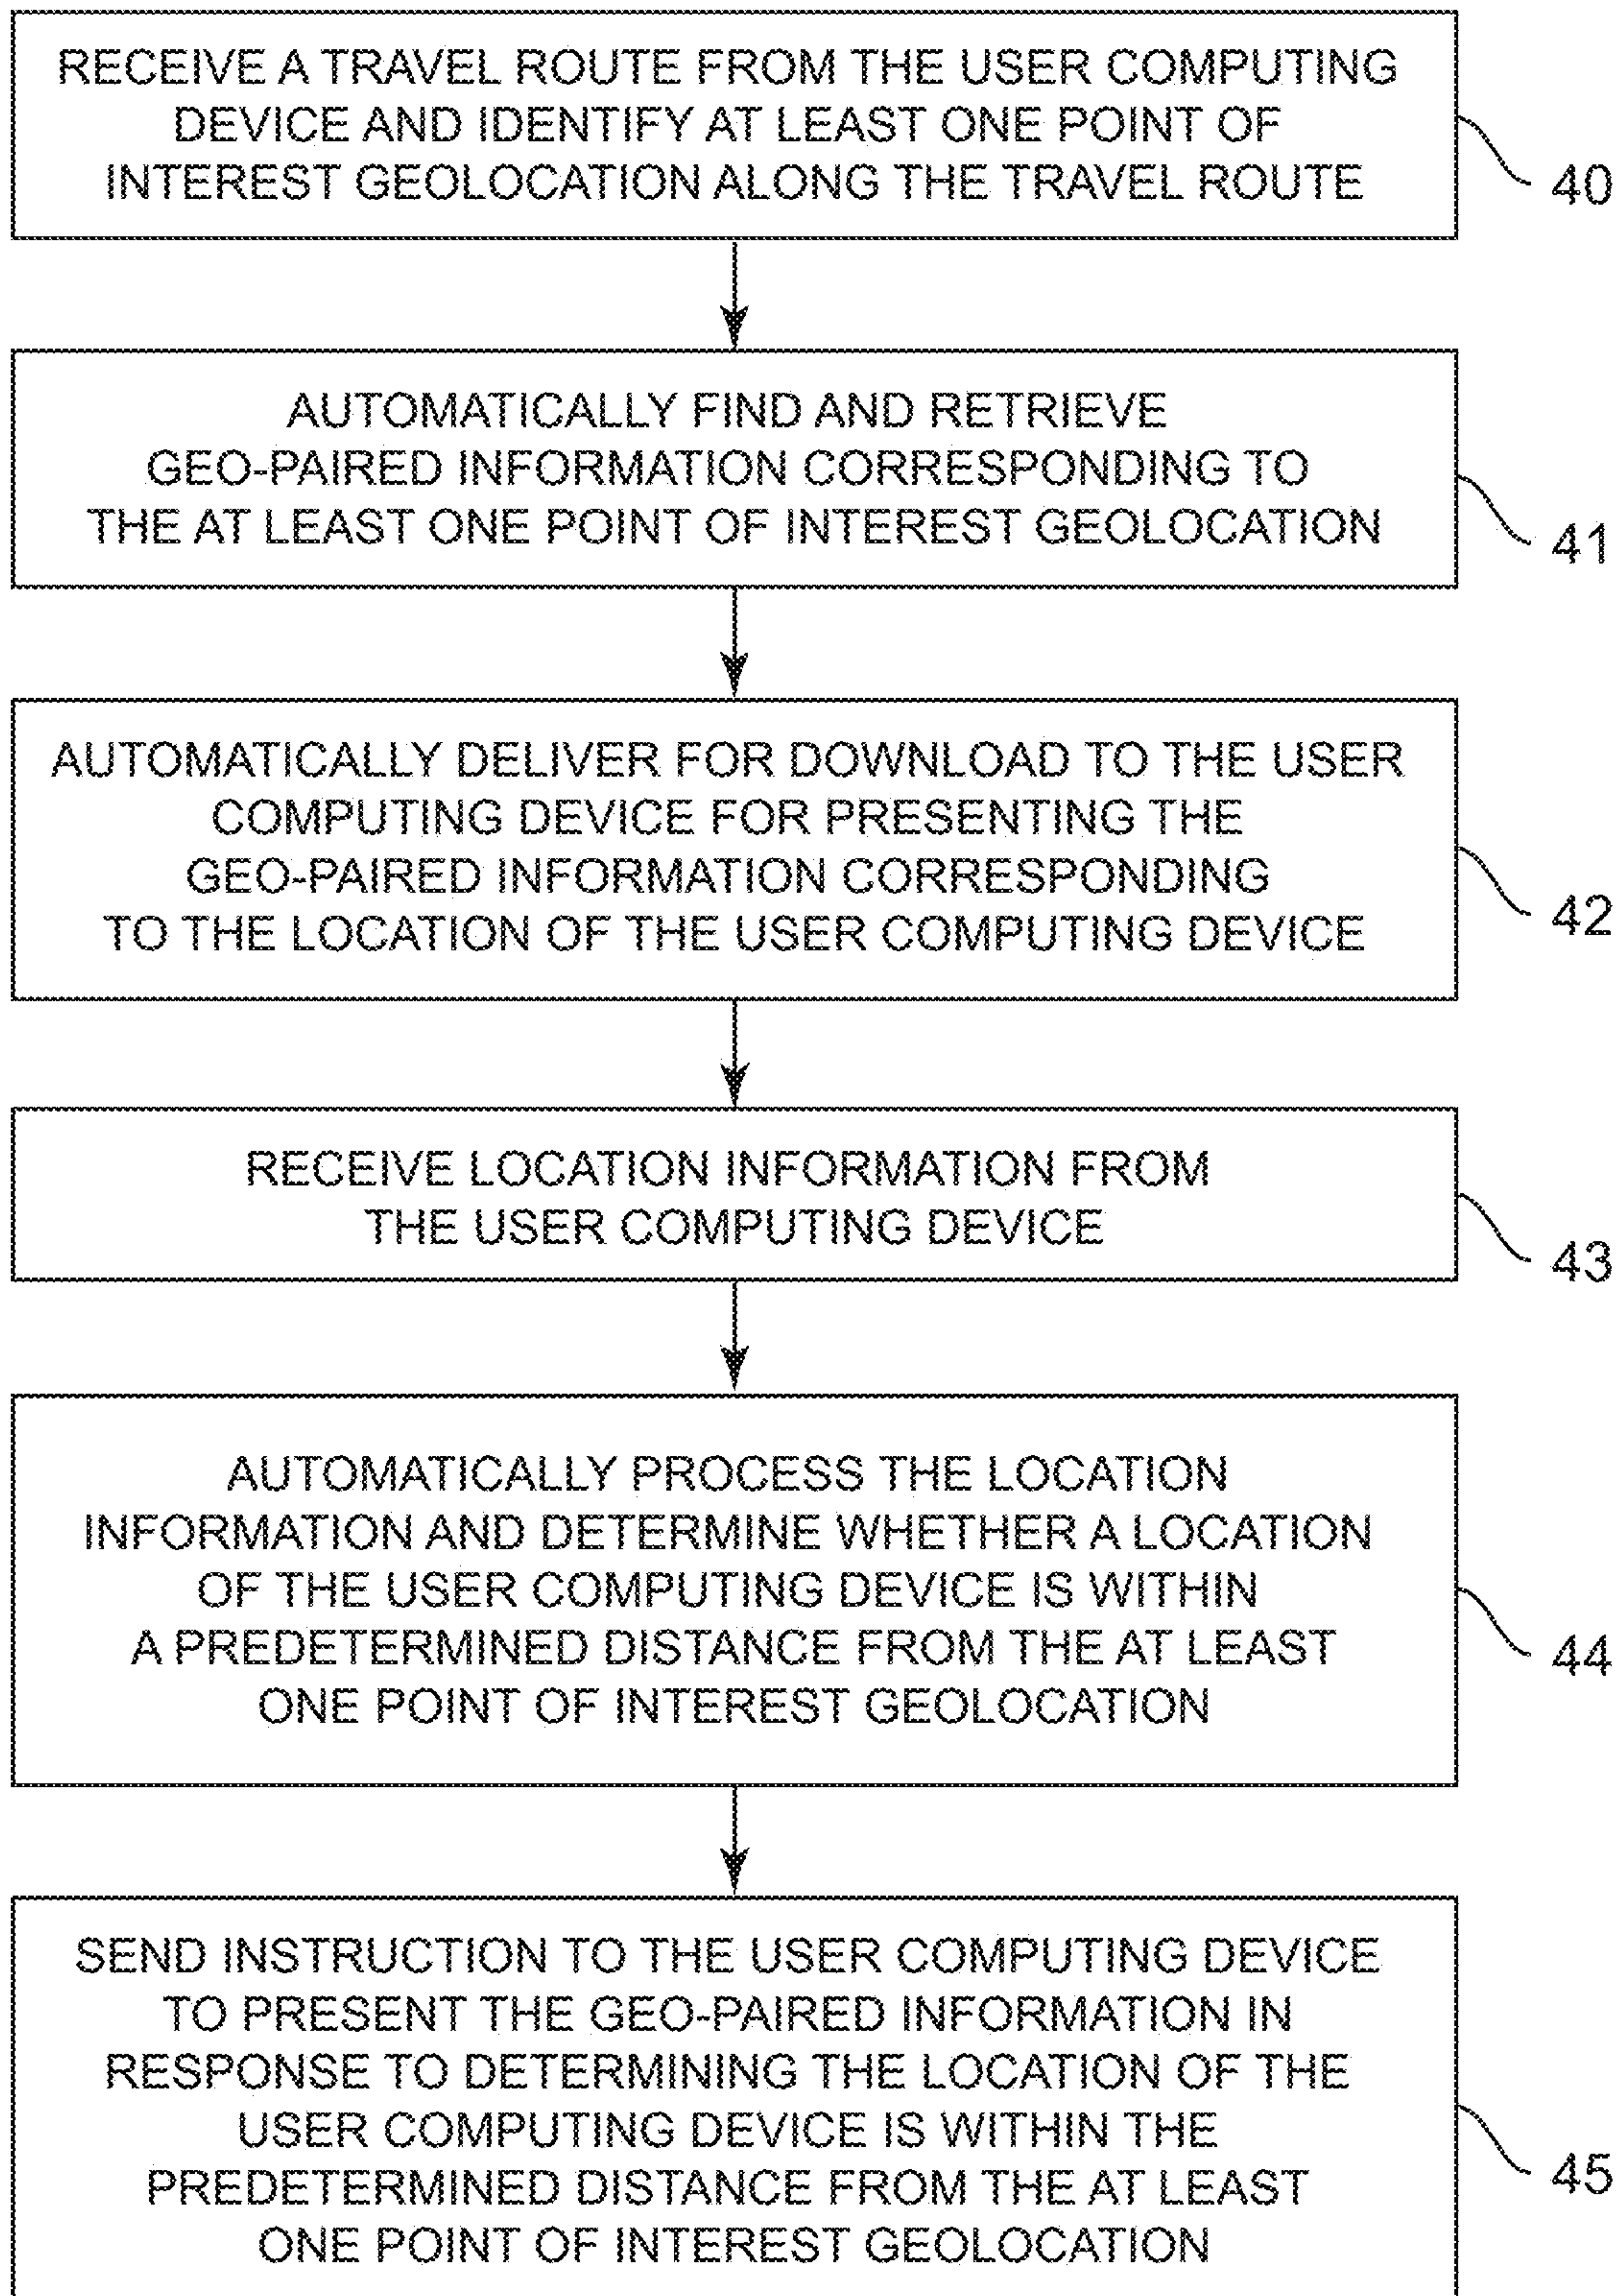 RECEIVE A TRAVEL ROUTE FROM THE USER COMPUTING
DEVICE AND IDENTIFY AT LEAST ONE POINT OF
INTEREST GEOLOCATION ALONG THE TRAVEL ROUTE
40
AUTOMATICALLY FIND AND RETRIEVE
GEO-PAIRED INFORMATION CORRESPONDING TO
THE AT LEAST ONE POINT OF INTEREST GEOLOCATION
41
AUTOMATICALLY DELIVER FOR DOWNLOAD TO THE USER
COMPUTING DEVICE FOR PRESENTING THE
GEO-PAIRED INFORMATION CORRESPONDING
TO THE LOCATION OF THE USER COMPUTING DEVICE
42
RECEIVE LOCATION INFORMATION FROM
THE USER COMPUTING DEVICE
43
AUTOMATICALLY PROCESS THE LOCATION
INFORMATION AND DETERMINE WHETHER A LOCATION
OF THE USER COMPUTING DEVICE IS WITHIN
A PREDETERMINED DISTANCE FROM THE AT LEAST
ONE POINT OF INTEREST GEOLOCATION
44
SEND INSTRUCTION TO THE USER COMPUTING DEVICE
TO PRESENT THE GEO-PAIRED INFORMATION IN
RESPONSE TO DETERMINING THE LOCATION OF THE
USER COMPUTING DEVICE IS WITHIN THE
PREDETERMINED DISTANCE FROM THE AT LEAST
ONE POINT OF INTEREST GEOLOCATION
45